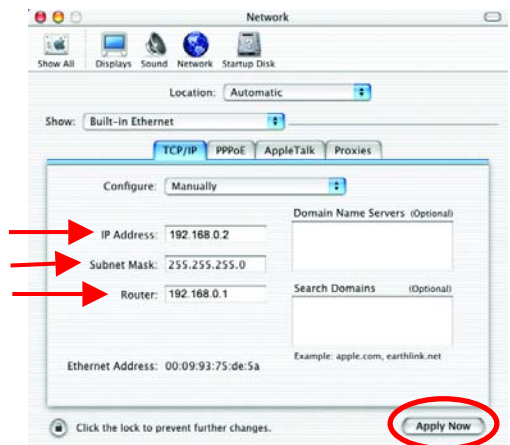 Network
Show All Displays Sound Network Startup Disk
Location: Automatic
Show: Built-in Ethernet
TCP/IP PPPoE AppleTalk Proxies
Configure: Manually
Domain Name Servers (Optional)
IP Address: 192.168.0.2
Subnet Mask: 255.255.255.0
Router: 192.168.0.1
Search Domains (Optional)
Example: apple.com, earthlink.net
Ethernet Address: 00:09:93:75:de:5a
Click the lock to prevent further changes.
Apply Now